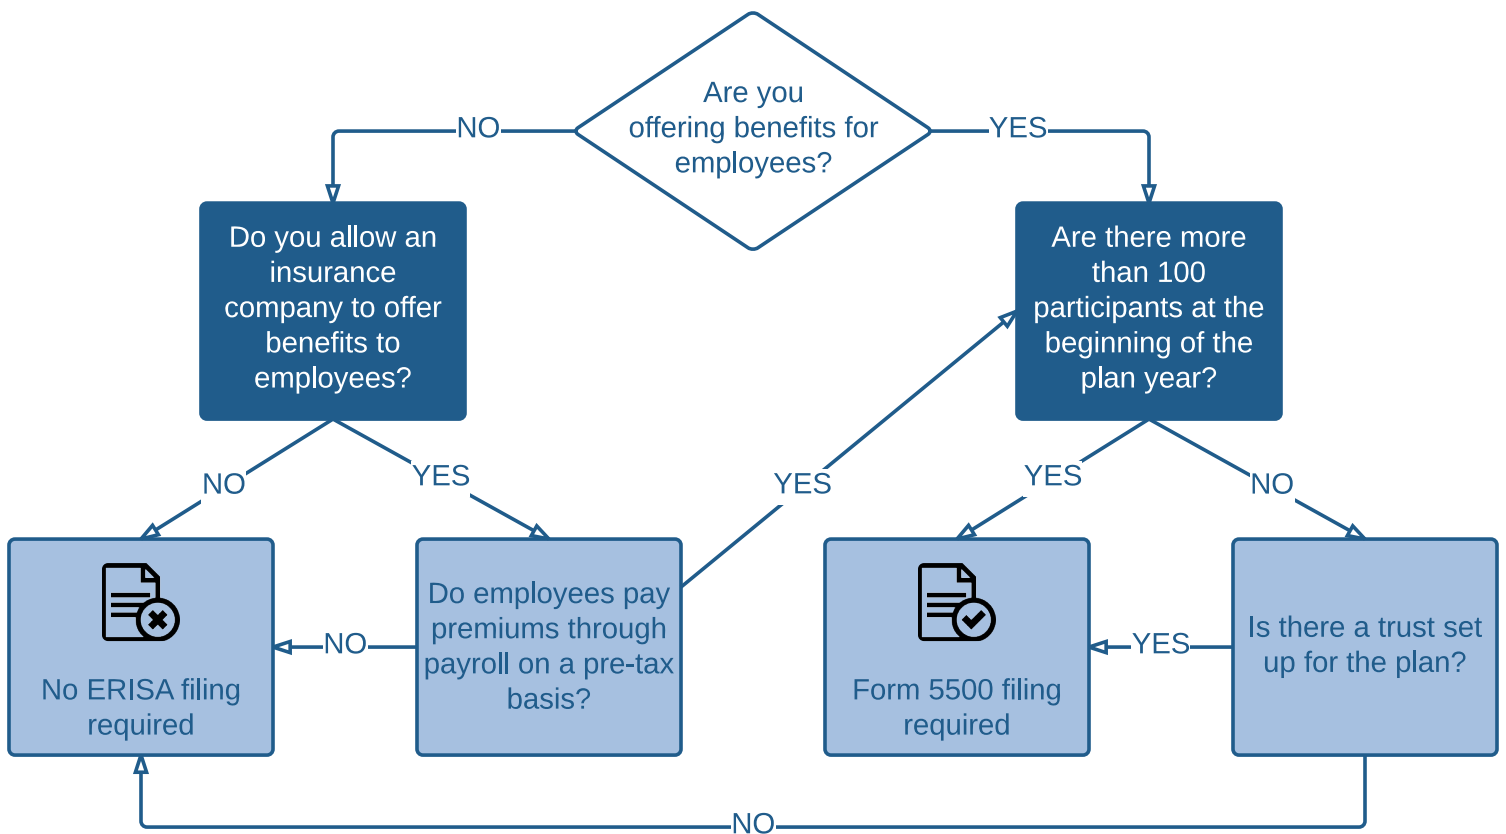 Are you
offering benefits for
employees?
NO
YES
Do you allow an
insurance
company to offer
benefits to
employees?
Are there more
than 100
participants at the
beginning of the
plan year?
NO
YES
YES
YES
NO
No ERISA filing
required
NO
Do employees pay
premiums through
payroll on a pre-tax
basis?
Form 5500 filing
required
YES
Is there a trust set
up for the plan?
NO